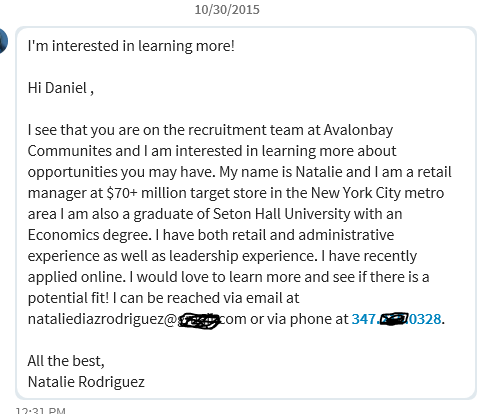 10/30/2015
I'm interested in learning more!
Hi Daniel ,
I see that you are on the recruitment team at Avalonbay
Communites and I am interested in learning more about
opportunities you may have. My name is Natalie and I am a retail
manager at $70+ million target store in the New York City metro
area I am also a graduate of Seton Hall University with an
Economics degree. I have both retail and administrative
experience as well as leadership experience. I have recently
applied online. I would love to learn more and see if there is a
potential fit! I can be reached via email at
nataliediazrodriguez@ com or via phone at 347. 0328.
All the best,
Natalie Rodriguez
12:31 PM